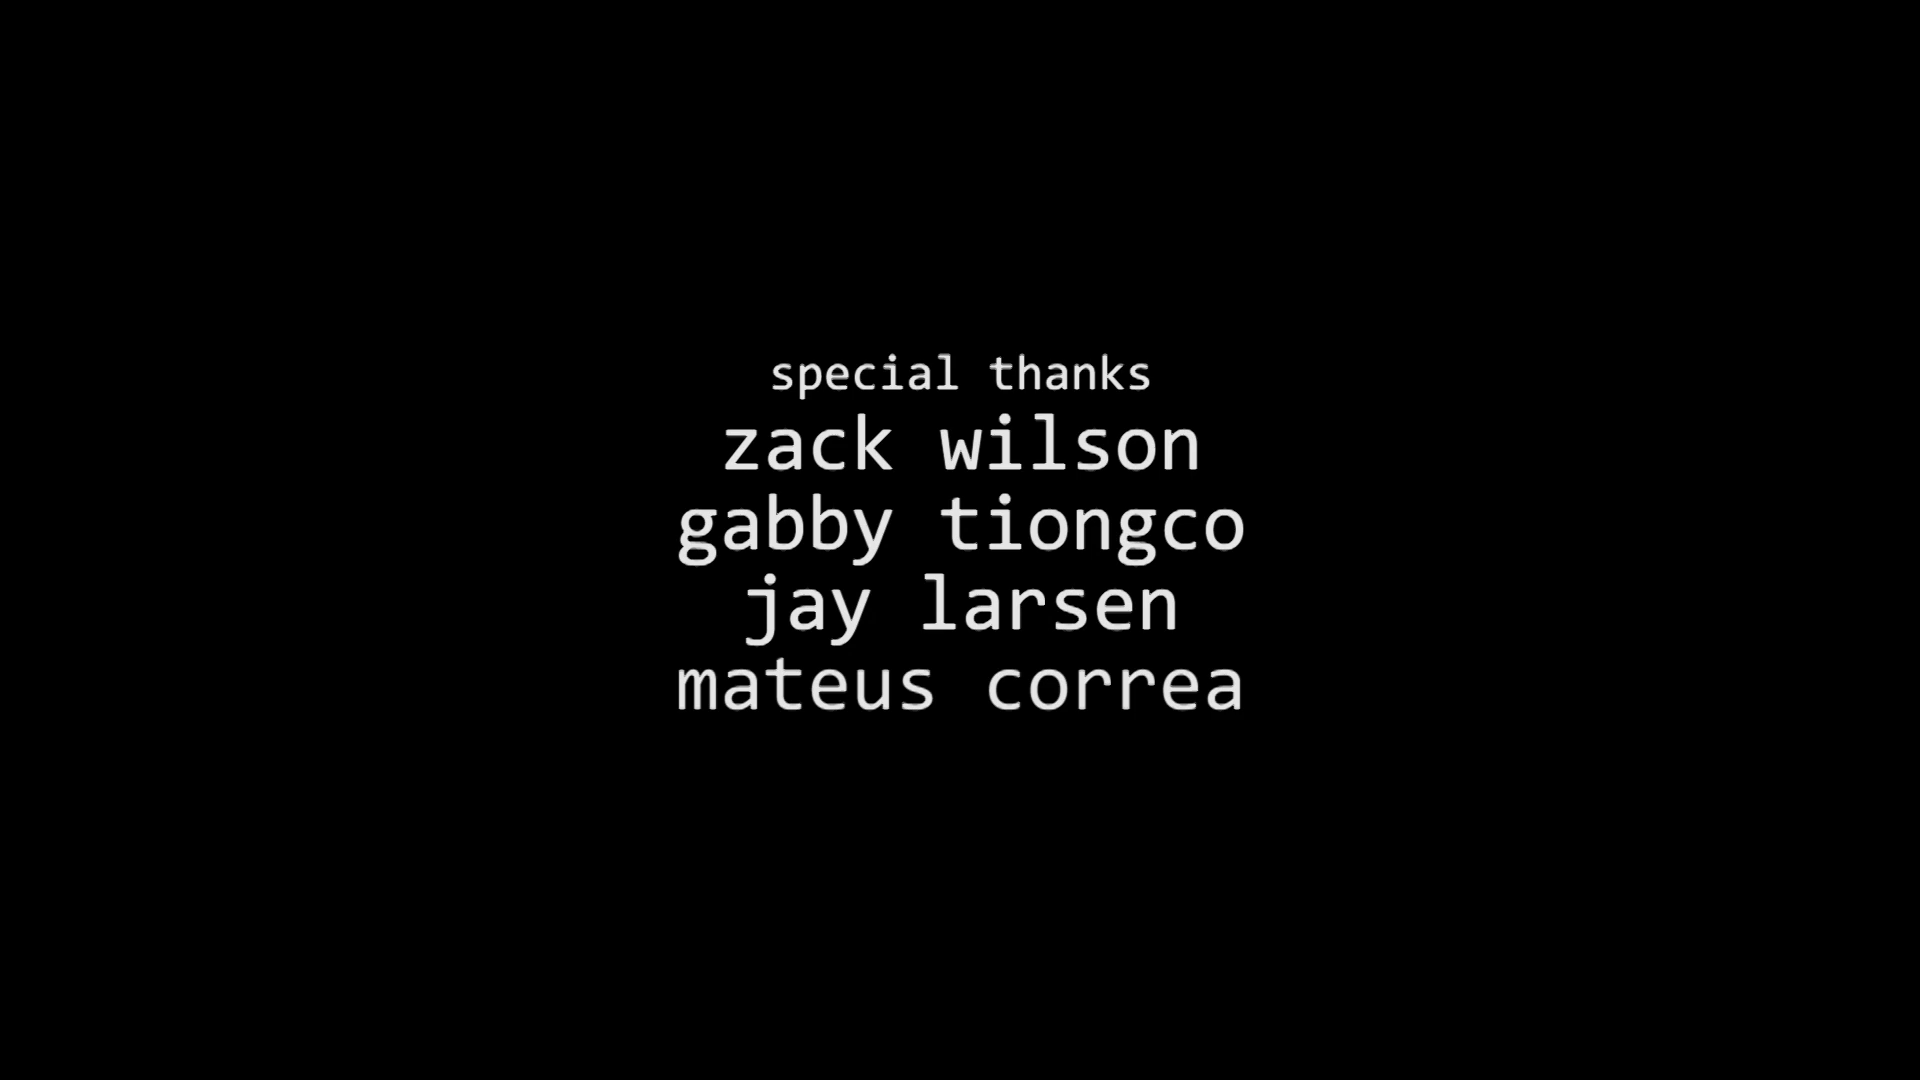 special thanks
zack wilson
gabby tiongco
jay larsen
mateus correa